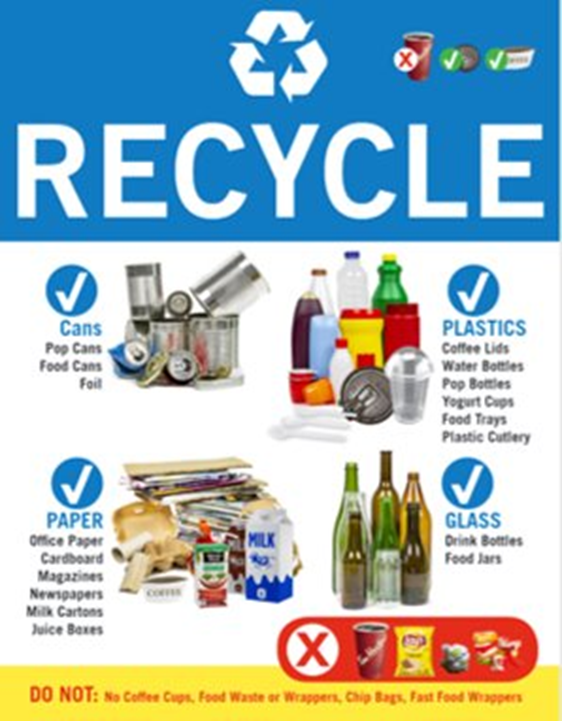 RECYCLE
Cans
Pop Cans
Food Cans
Foil
PLASTICS
Coffee Lids
Water Bottles
Pop Bottles
Yogurt Cups
Food Trays
Plastic Cutlery
PAPER
Office Paper
Cardboard
Magazines
Newspapers
Milk Cartons
Juice Boxes
COFFEE
MILK
GLASS
Drink Bottles
Food Jars
Lay's
DO NOT: No Coffee Cups, Food Waste or Wrappers, Chip Bags, Fast Food Wrappers